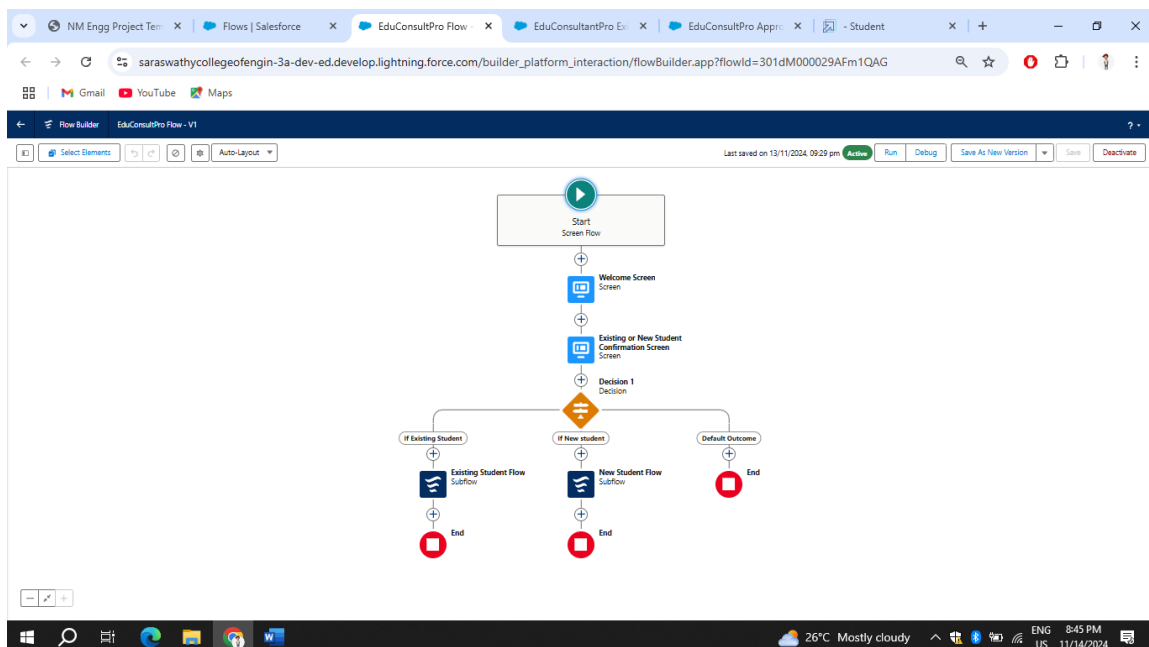 NM Engg Project Tem
Flows | Salesforce
EduConsultPro Flow -
EduConsultantPro Ex
EduConsultPro Appro
- Student
saraswathycollegeofengin-3a-dev-ed.develop.lightning.force.com/builder_platform_interaction/flowBuilder.app?flowId=301dM000029AFm1QAG
Gmail
YouTube
Maps
Flow Builder
EduConsultPro Flow - V1
?
Select Elements
Auto-Layout
Last saved on 13/11/2024, 09:29 pm
Active
Run
Debug
Save As New Version
Save
Deactivate
Start
Screen Flow
Welcome Screen
Screen
Existing or New Student
Confirmation Screen
Screen
Decision 1
Decision
If Existing Student
If New student
Default Outcome
Existing Student Flow
Subflow
New Student Flow
Subflow
End
End
End
26°C Mostly cloudy
ENG
US
8:45 PM
11/14/2024